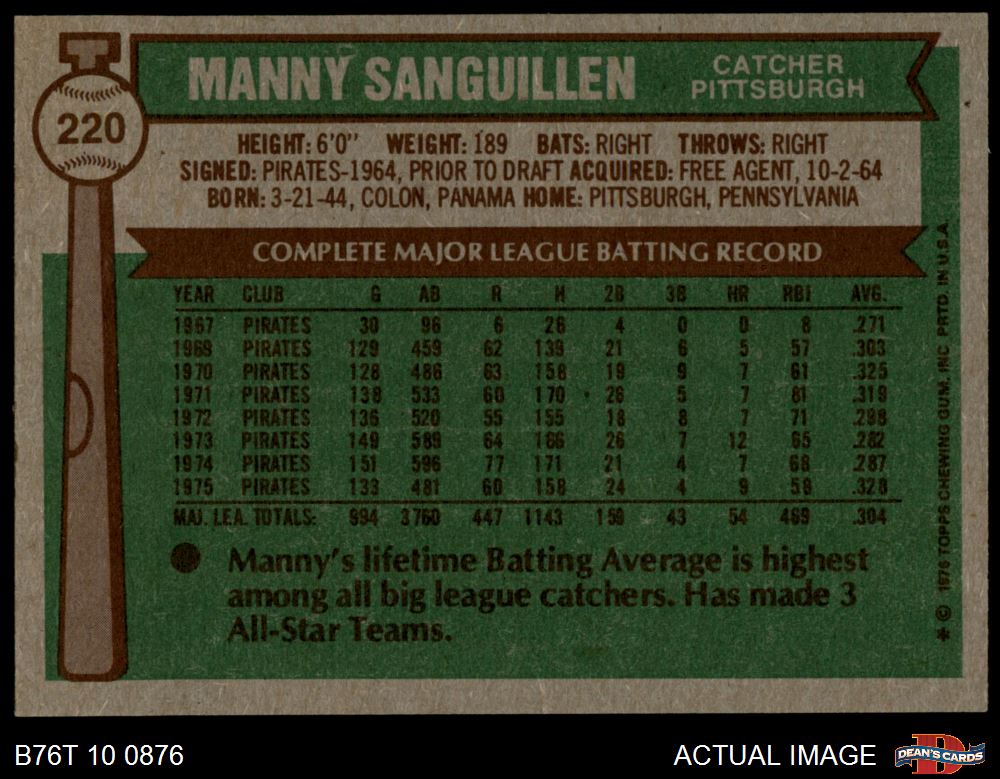 T
220
MANNY SANGUILLEN
CATCHER
PITTSBURGH
HEIGHT: 6'0" WEIGHT: 189 BATS: RIGHT THROWS: RIGHT
SIGNED: PIRATES-1964, PRIOR TO DRAFT ACQUIRED: FREE AGENT, 10-2-64
BORN: 3-21-44, COLON, PANAMA HOME: PITTSBURGH, PENNSYLVANIA
COMPLETE MAJOR LEAGUE BATTING RECORD
YEAR CLUB G AB R H 2B 3B HR RBI AVG.
1967 PIRATES 30 96 6 26 4 0 0 8 .271
1969 PIRATES 129 459 62 139 21 6 5 57 .303
1970 PIRATES 128 486 63 158 19 9 7 61 .325
1971 PIRATES 138 533 60 170 26 5 7 81 .319
1972 PIRATES 136 520 55 155 18 8 7 71 .298
1973 PIRATES 149 589 64 166 26 7 12 65 .282
1974 PIRATES 151 596 77 171 21 4 7 68 .287
1975 PIRATES 133 481 60 158 24 4 9 58 .328
MAJ. LEA. TOTALS: 994 3760 447 1143 159 43 54 469 .304
Manny's lifetime Batting Average is highest
among all big league catchers. Has made 3
All-Star Teams.
* © 1976 TOPPS CHEWING GUM, INC. PRTD. IN U.S.A.
B76T 10 0876
ACTUAL IMAGE
DEAN'S CARDS